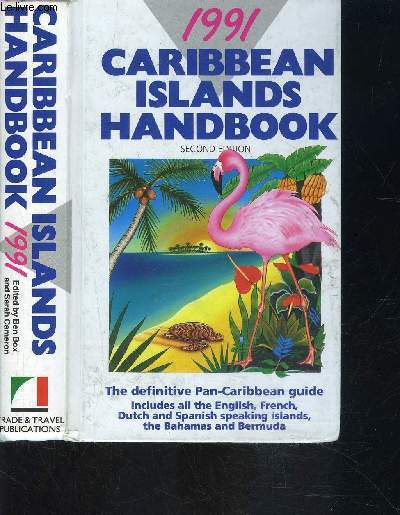 CARIBBEAN ISLANDS
HANDBOOK 1991
Edited by Ben Box
and Sarah Cameron
TRADE & TRAVEL
PUBLICATIONS
1991
CARIBBEAN
ISLANDS
HANDBOOK
SECOND EDITION
The definitive Pan-Caribbean guide
Includes all the English, French,
Dutch and Spanish speaking islands,
the Bahamas and Bermuda